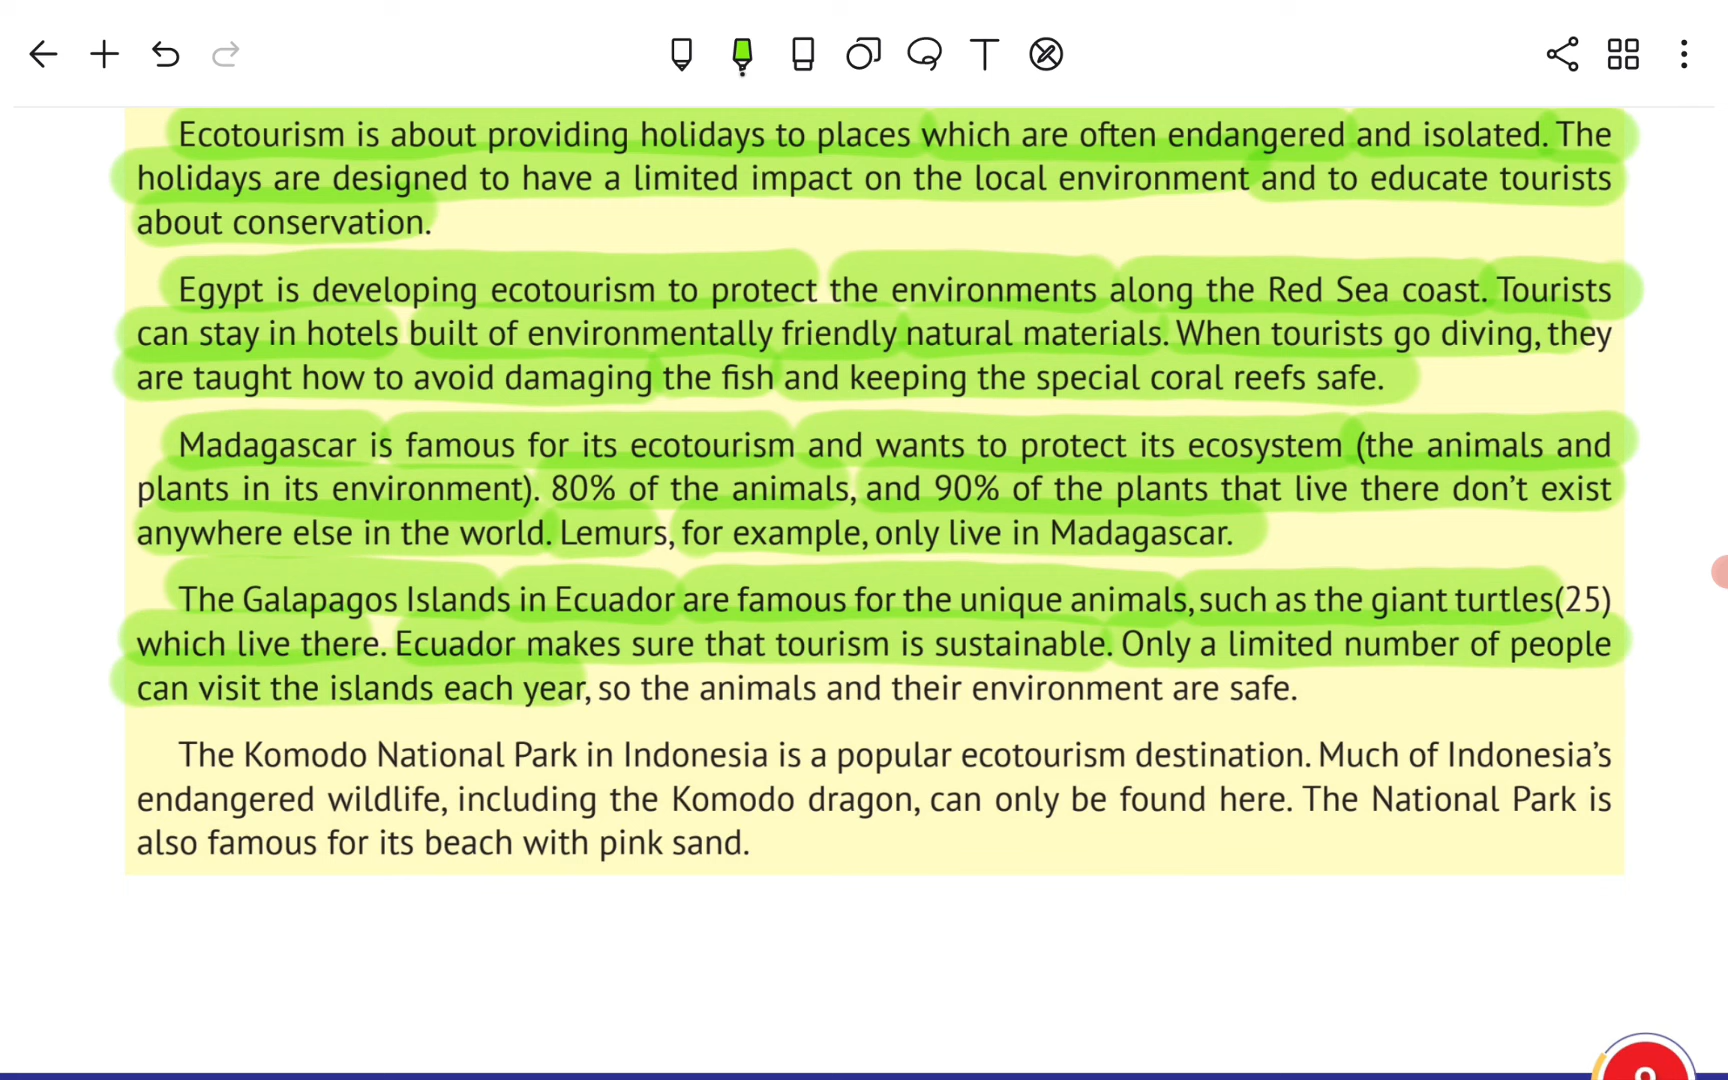 Ecotourism is about providing holidays to places which are often endangered and isolated. The
holidays are designed to have a limited impact on the local environment and to educate tourists
about conservation.
Egypt is developing ecotourism to protect the environments along the Red Sea coast. Tourists
can stay in hotels built of environmentally friendly natural materials. When tourists go diving, they
are taught how to avoid damaging the fish and keeping the special coral reefs safe.
Madagascar is famous for its ecotourism and wants to protect its ecosystem (the animals and
plants in its environment). 80% of the animals, and 90% of the plants that live there don't exist
anywhere else in the world. Lemurs, for example, only live in Madagascar.
The Galapagos Islands in Ecuador are famous for the unique animals, such as the giant turtles(25)
which live there. Ecuador makes sure that tourism is sustainable. Only a limited number of people
can visit the islands each year, so the animals and their environment are safe.
The Komodo National Park in Indonesia is a popular ecotourism destination. Much of Indonesia's
endangered wildlife, including the Komodo dragon, can only be found here. The National Park is
also famous for its beach with pink sand.